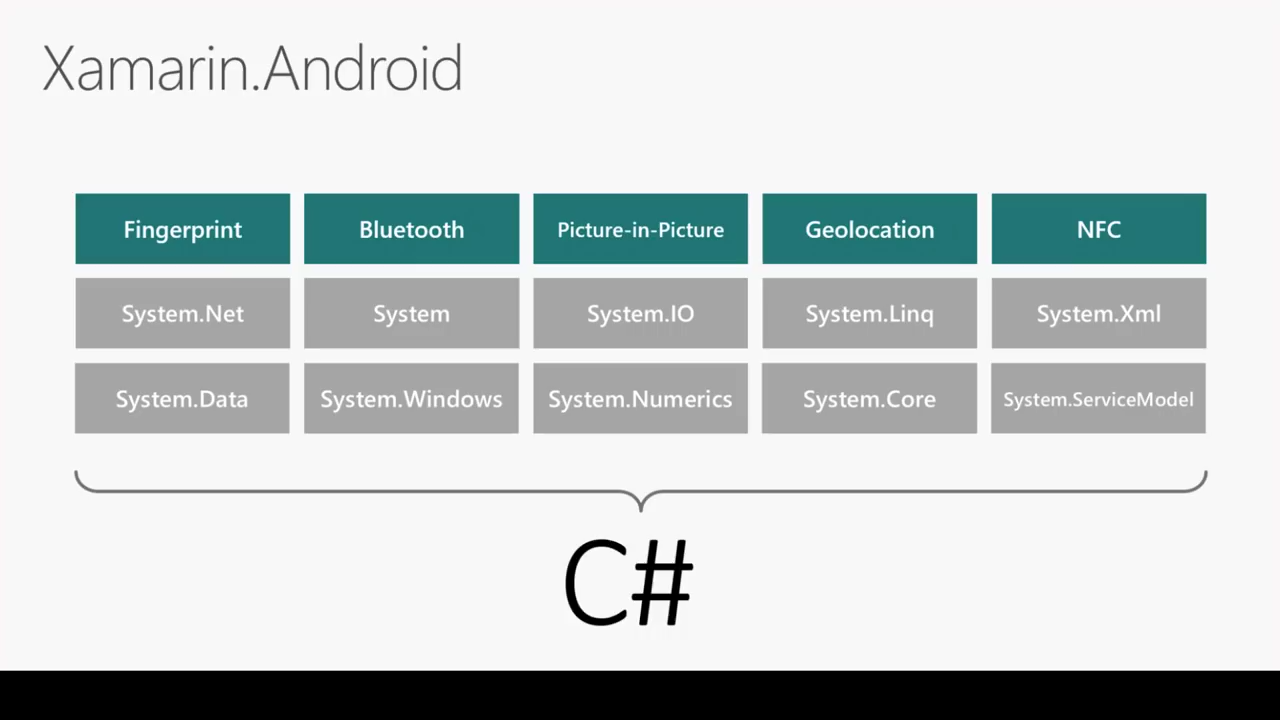 Xamarin.Android
Fingerprint Bluetooth Picture-in-Picture Geolocation NFC
System.Net System System.IO System.Linq System.Xml
System.Data System.Windows System.Numerics System.Core System.ServiceModel
C#